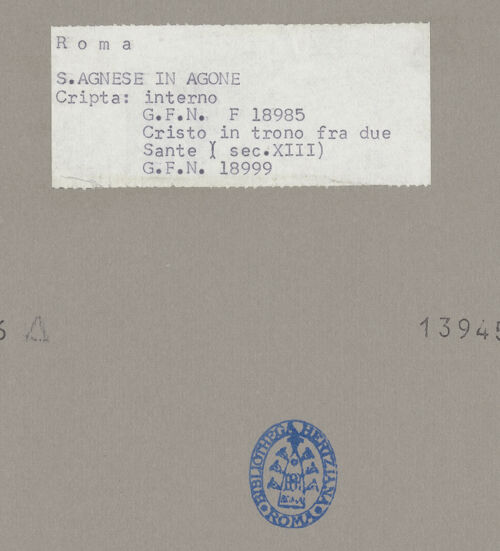 Roma
S.AGNESE IN AGONE
Cripta: interno
G.F.N. F 18985
Cristo in trono fra due
Sante ( sec.XIII)
G.F.N. 18999
13945
BIBLIOTHECA HERTZIANA
ROMA